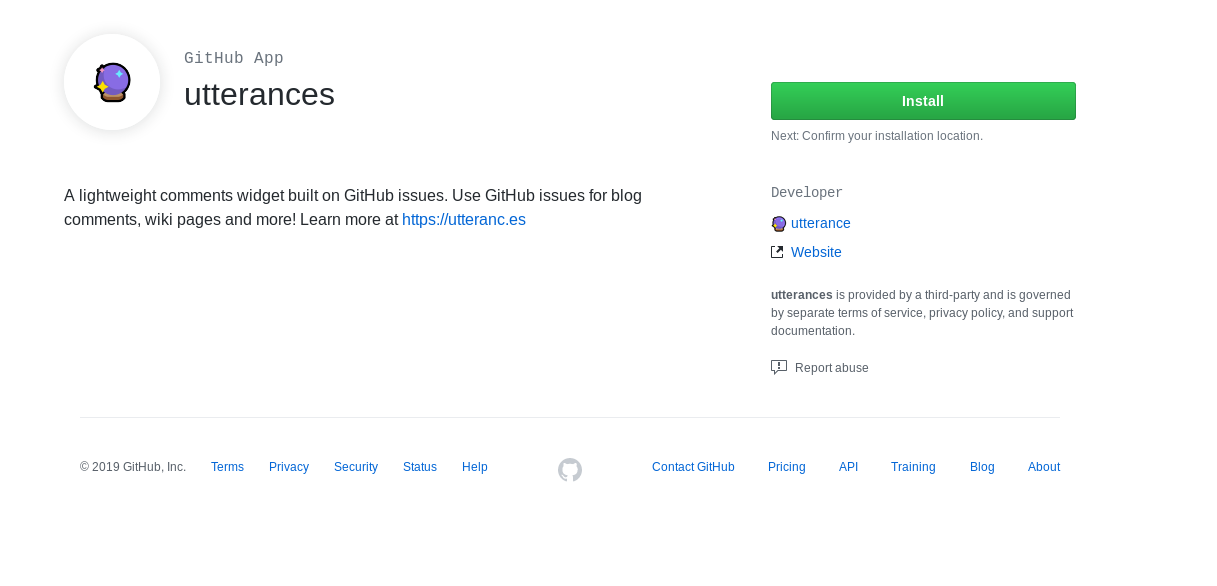 GitHub App
utterances
Install
Next: Confirm your installation location.
A lightweight comments widget built on GitHub issues. Use GitHub issues for blog
comments, wiki pages and more! Learn more at https://utteranc.es
Developer
utterance
Website
utterances is provided by a third-party and is governed
by separate terms of service, privacy policy, and support
documentation.
Report abuse
© 2019 GitHub, Inc. Terms Privacy Security Status Help Contact GitHub Pricing API Training Blog About